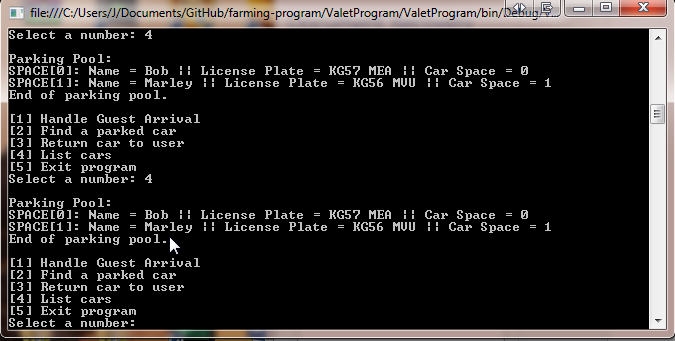 file:///C:/Users/J/Documents/GitHub/farming-program/ValetProgram/ValetProgram/bin/Debug/V...
Select a number: 4
Parking Pool:
SPACE[0]: Name = Bob ¦¦ License Plate = KG57 MEA ¦¦ Car Space = 0
SPACE[1]: Name = Marley ¦¦ License Plate = KG56 MVU ¦¦ Car Space = 1
End of parking pool.
[1] Handle Guest Arrival
[2] Find a parked car
[3] Return car to user
[4] List cars
[5] Exit program
Select a number: 4
Parking Pool:
SPACE[0]: Name = Bob ¦¦ License Plate = KG57 MEA ¦¦ Car Space = 0
SPACE[1]: Name = Marley ¦¦ License Plate = KG56 MVU ¦¦ Car Space = 1
End of parking pool.
[1] Handle Guest Arrival
[2] Find a parked car
[3] Return car to user
[4] List cars
[5] Exit program
Select a number: